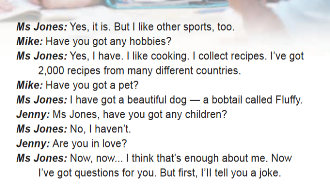 Ms Jones: Yes, it is. But I like other sports, too.
Mike: Have you got any hobbies?
Ms Jones: Yes, I have. I like cooking. I collect recipes. I've got
2,000 recipes from many different countries.
Mike: Have you got a pet?
Ms Jones: I have got a beautiful dog — a bobtail called Fluffy.
Jenny: Ms Jones, have you got any children?
Ms Jones: No, I haven't.
Jenny: Are you in love?
Ms Jones: Now, now... I think that's enough about me. Now
I've got questions for you. But first, I'll tell you a joke.